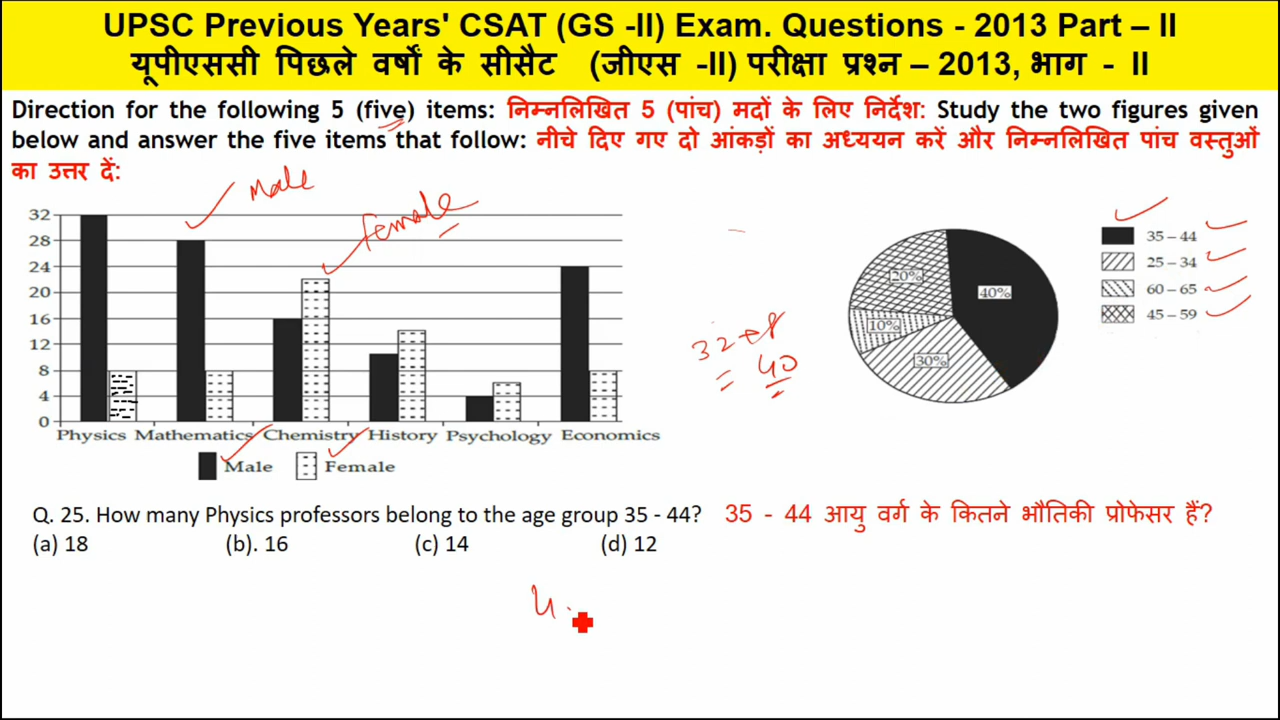 UPSC Previous Years' CSAT (GS -II) Exam. Questions - 2013 Part – II
यूपीएससी पिछले वर्षों के सीसैट (जीएस -II) परीक्षा प्रश्न – 2013, भाग - II
Direction for the following 5 (five) items: निम्नलिखित 5 (पांच) मदों के लिए निर्देश: Study the two figures given
below and answer the five items that follow: नीचे दिए गए दो आंकड़ों का अध्ययन करें और निम्नलिखित पांच वस्तुओं
का उत्तर दें:
Male
Female
32
28
24
20
16
12
8
4
0
Physics Mathematics Chemistry History Psychology Economics
Male Female
40%
20%
10%
30%
35 – 44
25 – 34
60 – 65
45 – 59
32+8
= 40
Q. 25. How many Physics professors belong to the age group 35 - 44? 35 - 44 आयु वर्ग के कितने भौतिकी प्रोफेसर हैं?
(a) 18 (b). 16 (c) 14 (d) 12